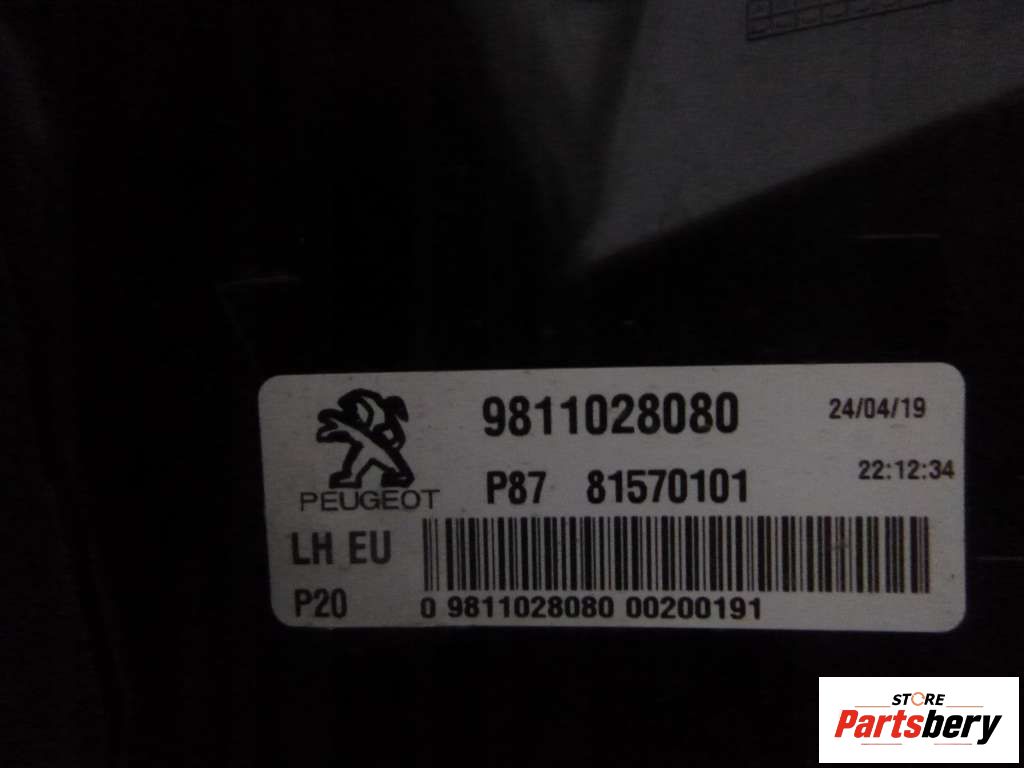 9811028080 24/04/19
P87 81570101 22:12:34
PEUGEOT
LH EU
P20 0 9811028080 00200191
STORE
Partsbery